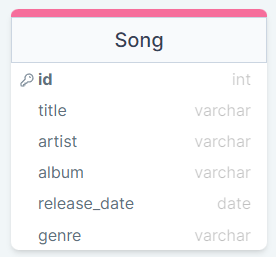 Song
id int
title varchar
artist varchar
album varchar
release_date date
genre varchar